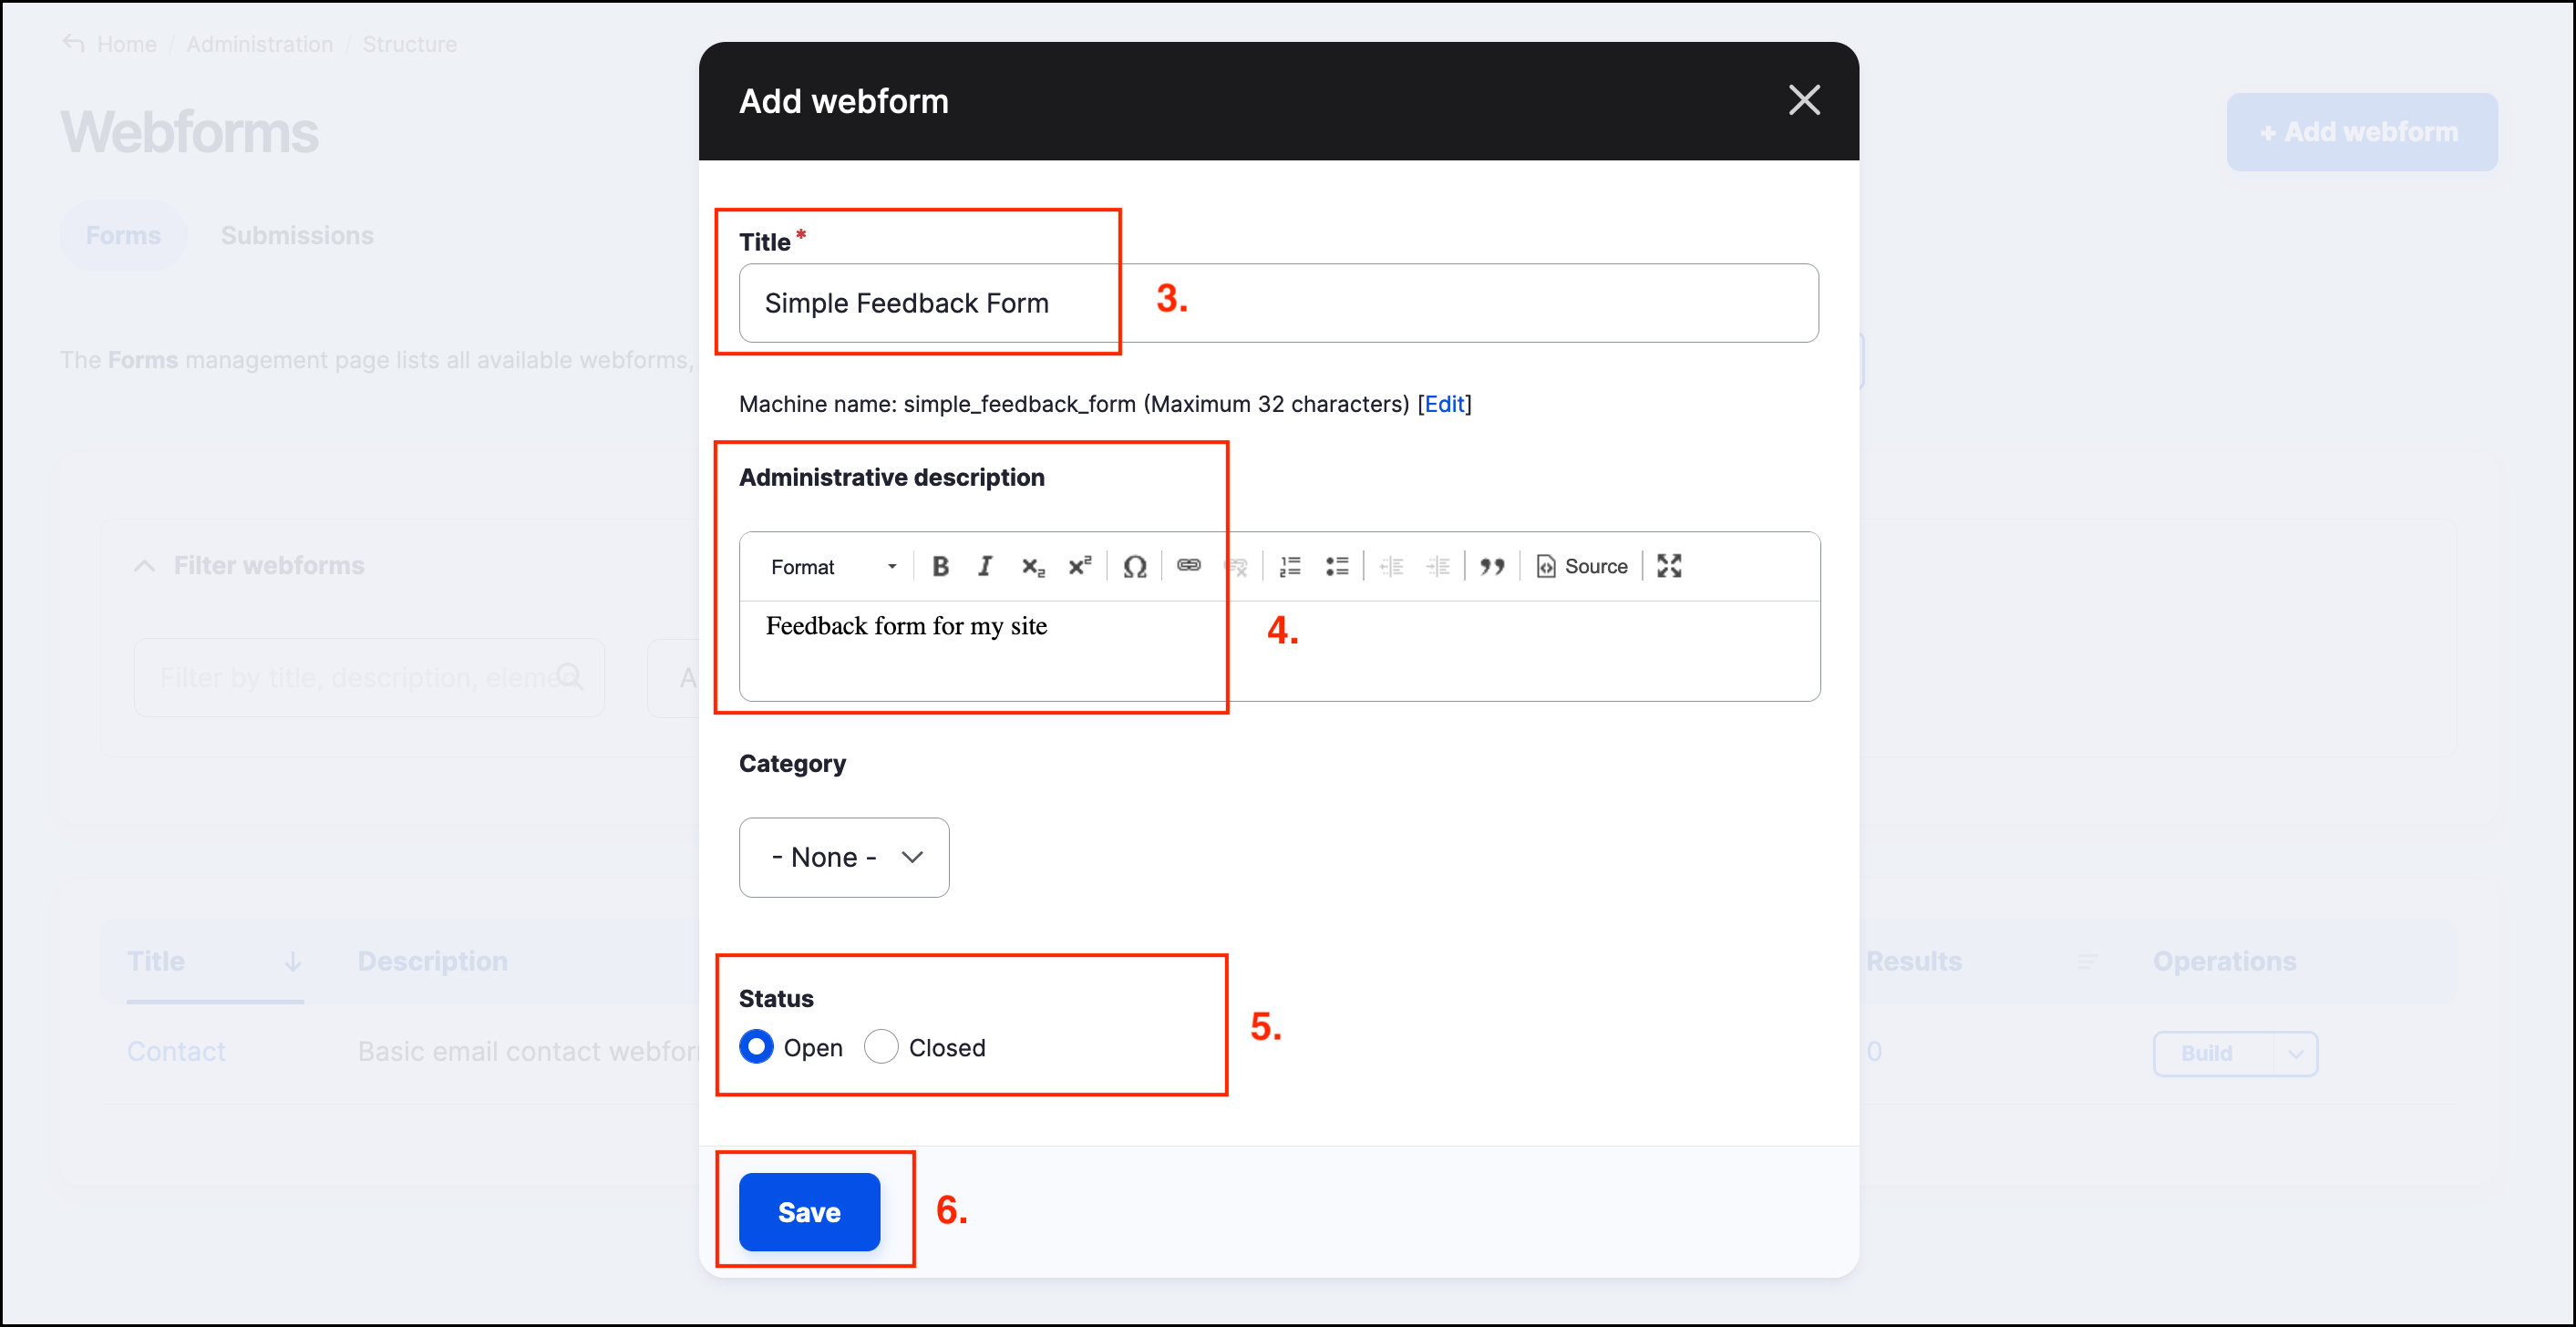 Home / Administration / Structure
Webforms
+ Add webform
Forms Submissions
The Forms management page lists all available webforms,
Filter webforms
Filter by title, description, eleme
A
Title Description
Results Operations
Contact Basic email contact webfor
0 Build
Add webform
Title *
Simple Feedback Form
3.
Machine name: simple_feedback_form (Maximum 32 characters) [Edit]
Administrative description
Format B I x₂ x² Ω Source
Feedback form for my site
4.
Category
- None -
Status
Open Closed
5.
Save
6.